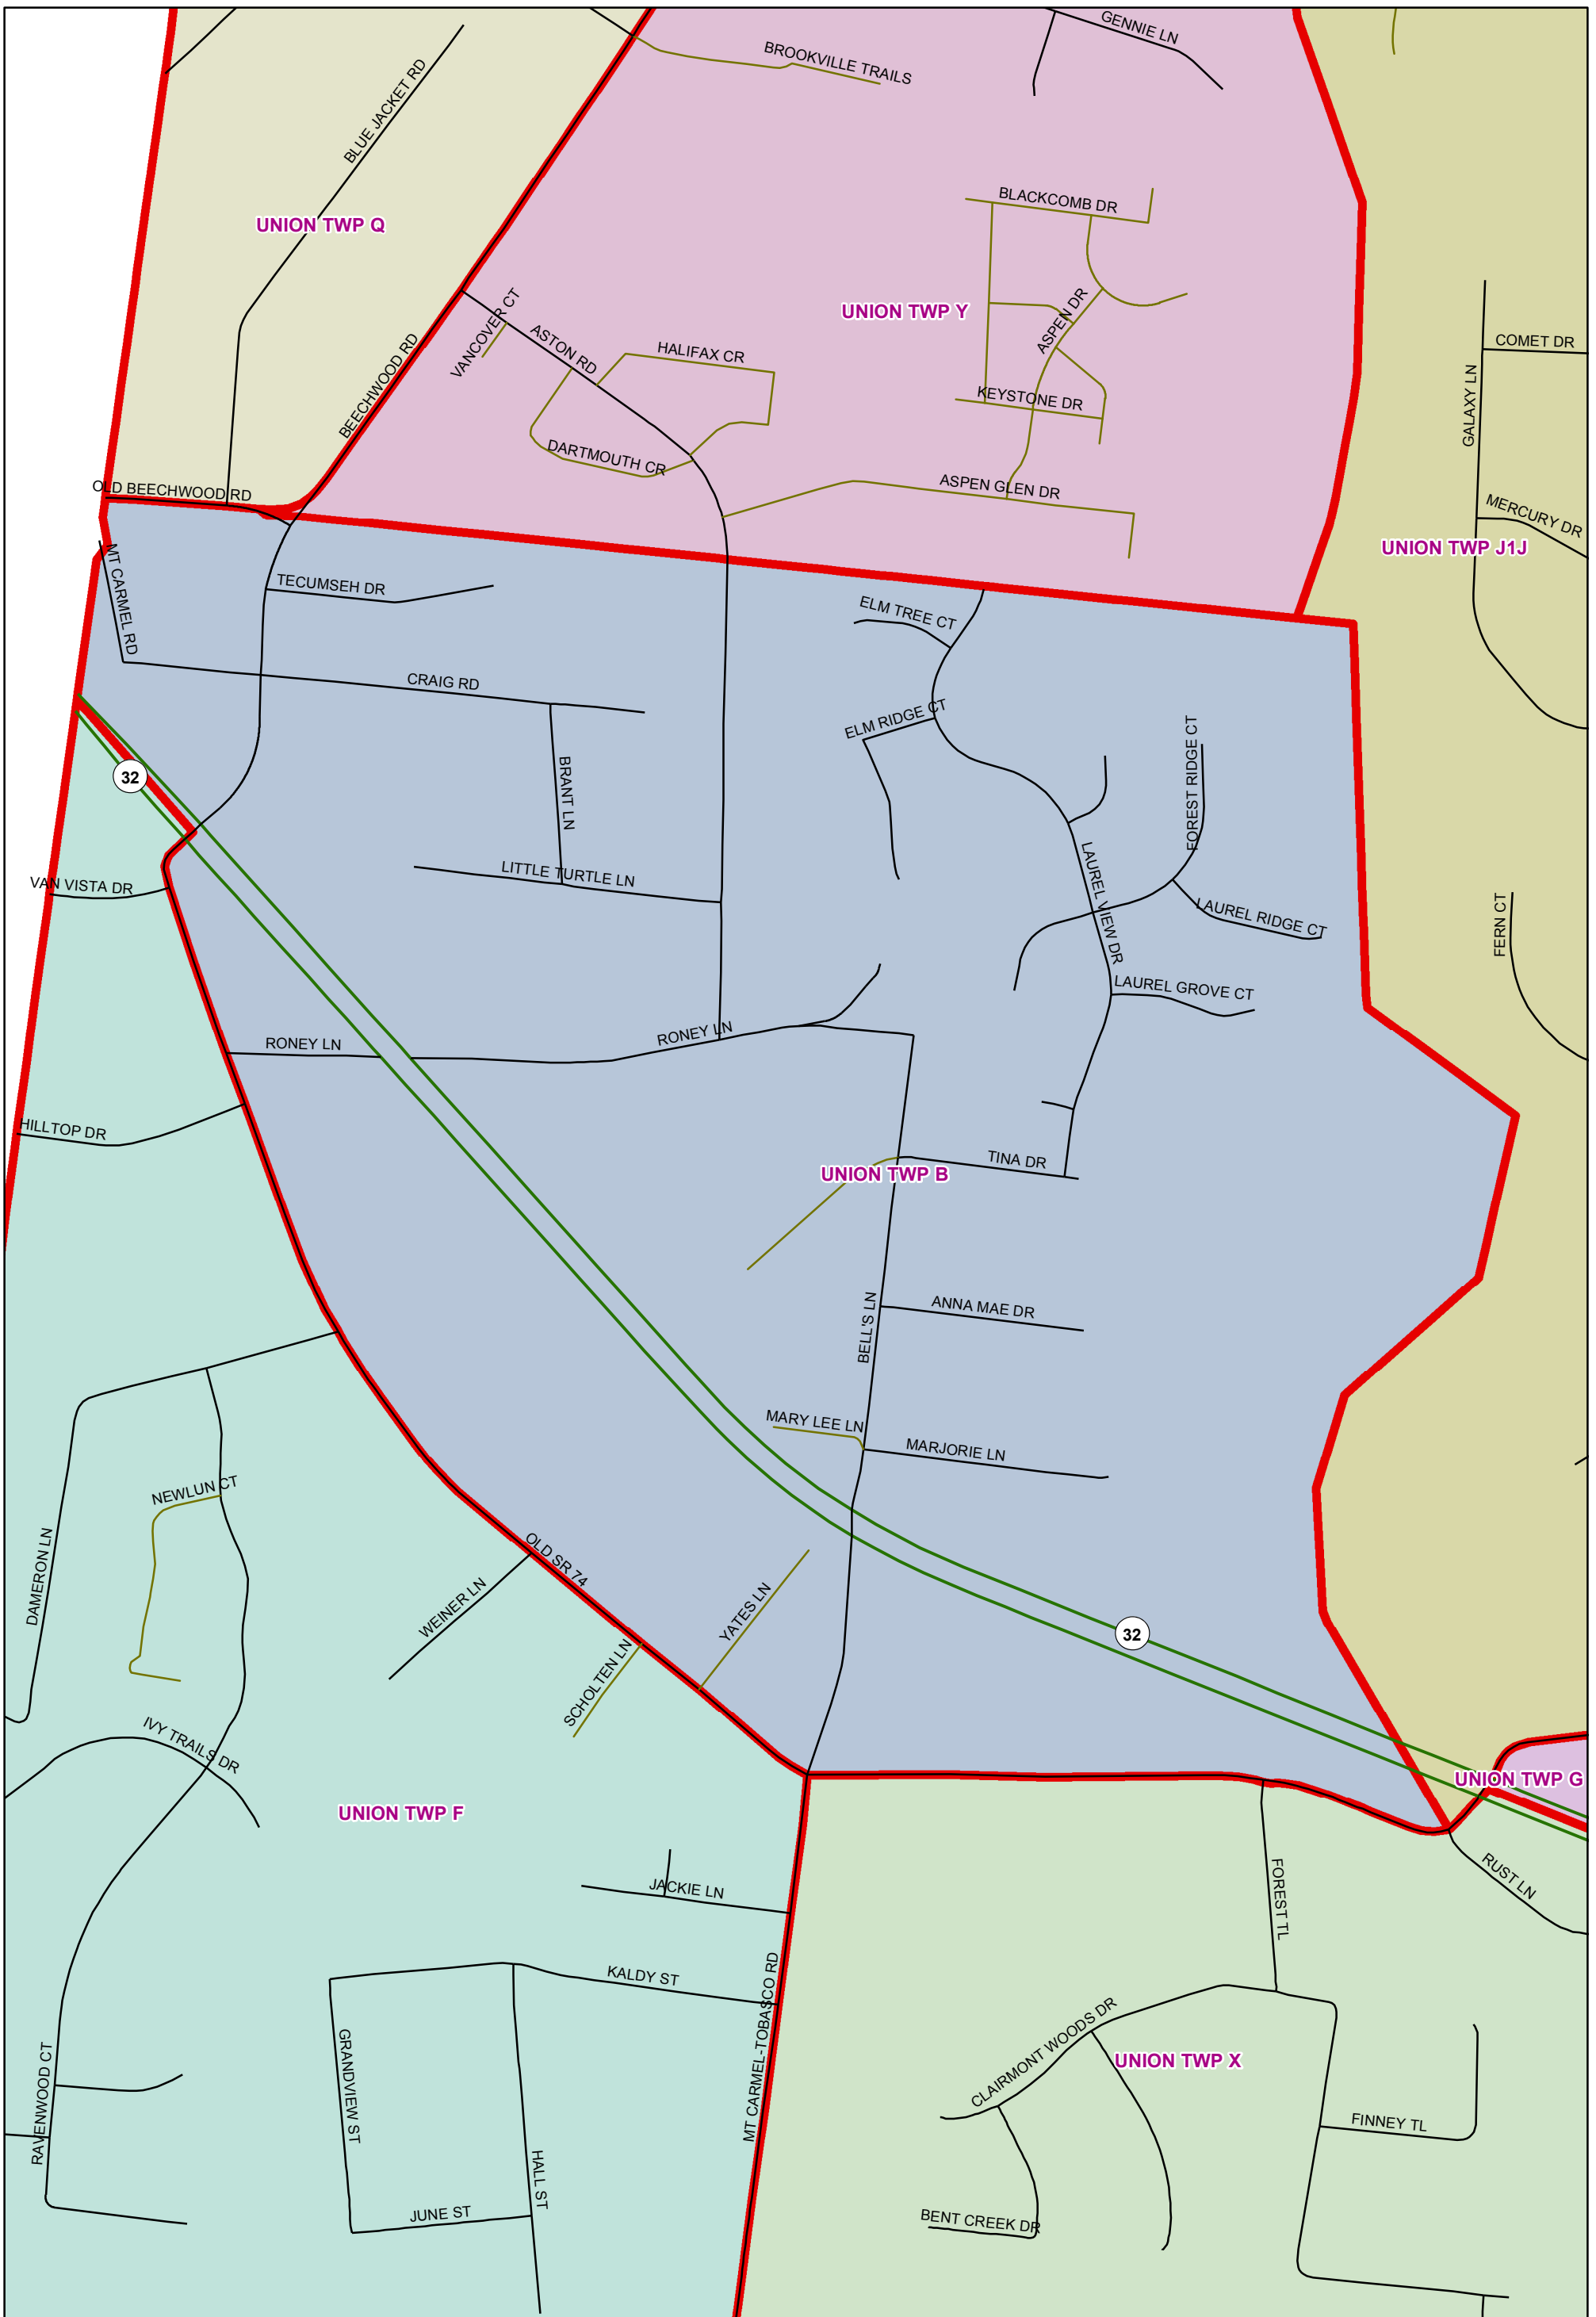 GENNIE LN
BROOKVILLE TRAILS
BLUE JACKET RD
BLACKCOMB DR
UNION TWP Q
UNION TWP Y
VANCOVER CT
ASTON RD
ASPEN DR
HALIFAX CR
COMET DR
BEECHWOOD RD
GALAXY LN
KEYSTONE DR
DARTMOUTH CR
ASPEN GLEN DR
OLD BEECHWOOD RD
MERCURY DR
UNION TWP J1J
MT CARMEL RD
TECUMSEH DR
ELM TREE CT
CRAIG RD
ELM RIDGE CT
FOREST RIDGE CT
32
BRANT LN
LITTLE TURTLE LN
VAN VISTA DR
LAUREL VIEW DR
LAUREL RIDGE CT
FERN CT
LAUREL GROVE CT
RONEY LN
RONEY LN
HILLTOP DR
TINA DR
UNION TWP B
ANNA MAE DR
BELL'S LN
MARY LEE LN
MARJORIE LN
NEWLUN CT
DAMERON LN
OLD SR 74
WEINER LN
YATES LN
32
SCHOLTEN LN
IVY TRAILS DR
UNION TWP G
UNION TWP F
RUST LN
JACKIE LN
FOREST TL
KALDY ST
MT CARMEL-TOBASCO RD
GRANDVIEW ST
CLAIRMONT WOODS DR
UNION TWP X
RAVENWOOD CT
FINNEY TL
HALL ST
JUNE ST
BENT CREEK DR